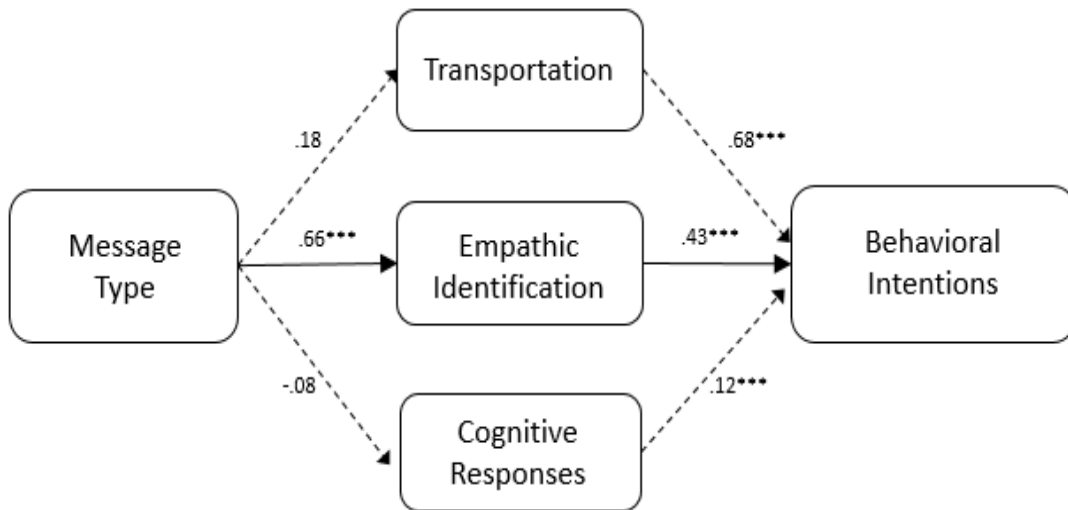 Transportation
.18
.68***
Message
Type
.66***
Empathic
Identification
.43***
Behavioral
Intentions
-.08
.12***
Cognitive
Responses